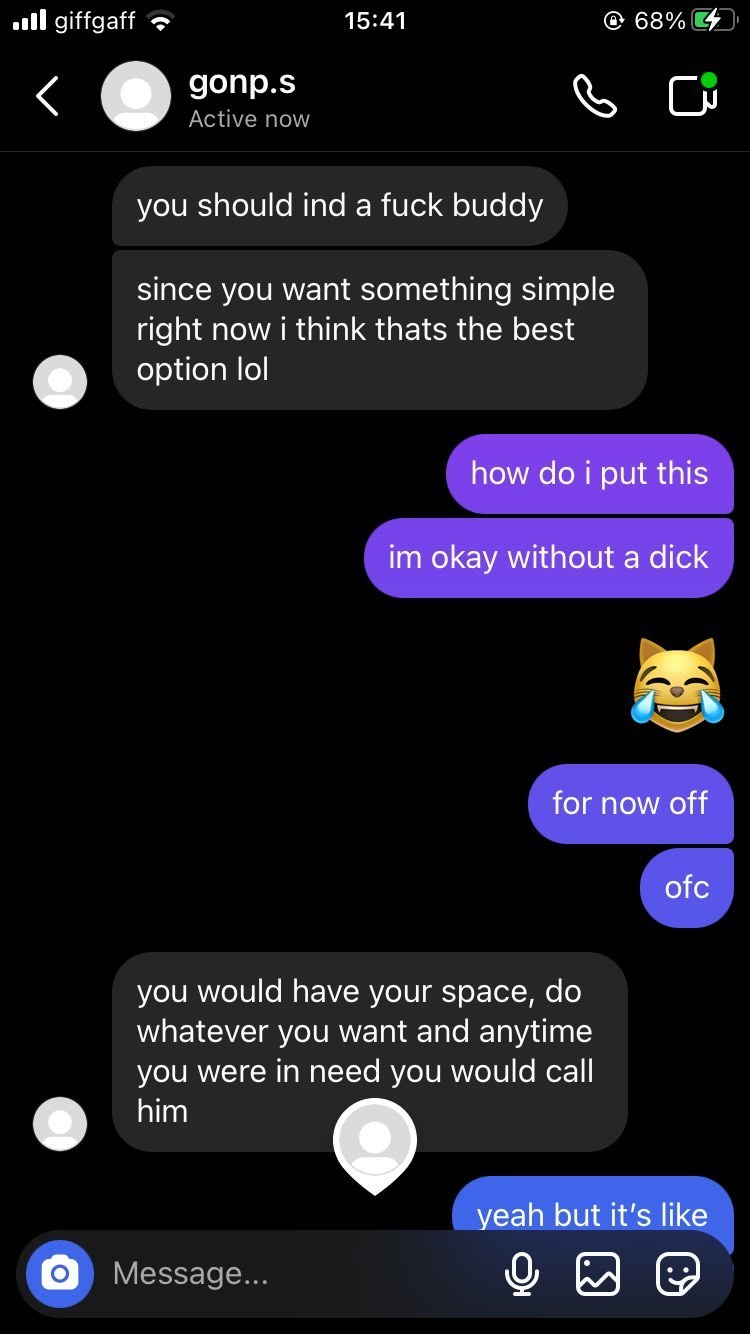 giffgaff 15:41 68%
gonp.s
Active now
you should ind a fuck buddy
since you want something simple
right now i think thats the best
option lol
how do i put this
im okay without a dick
for now off
ofc
you would have your space, do
whatever you want and anytime
you were in need you would call
him
yeah but it’s like
Message...